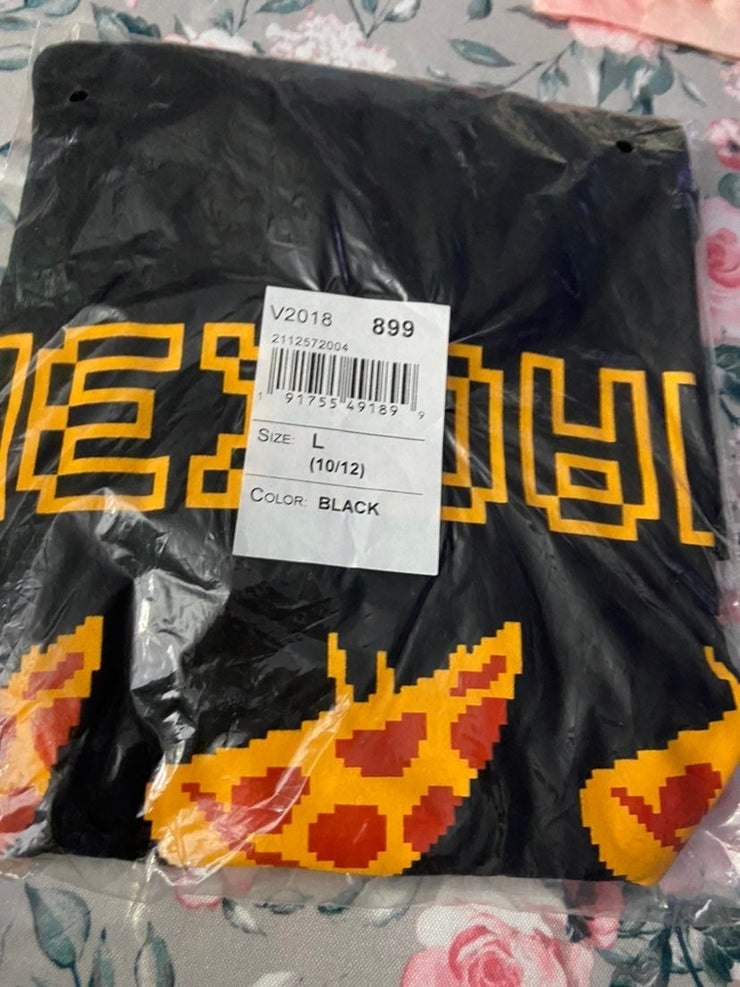 V2018 899
2112572004
1 91755 49189 9
SIZE: L
(10/12)
COLOR: BLACK